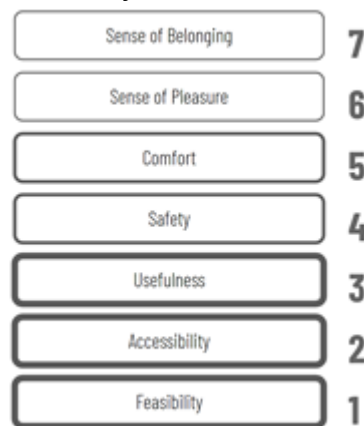 Sense of Belonging 7
Sense of Pleasure 6
Comfort 5
Safety 4
Usefulness 3
Accessibility 2
Feasibility 1